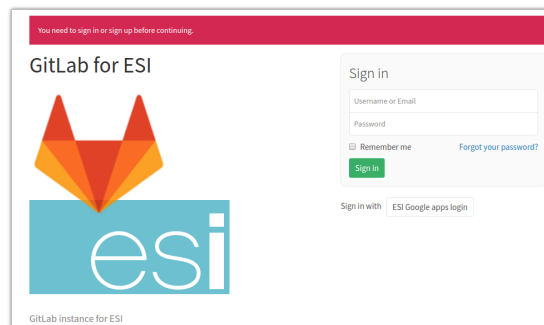 You need to sign in or sign up before continuing.
GitLab for ESI
esi
GitLab instance for ESI
Sign in
Username or Email
Password
Remember me
Forgot your password?
Sign in
Sign in with
ESI Google apps login